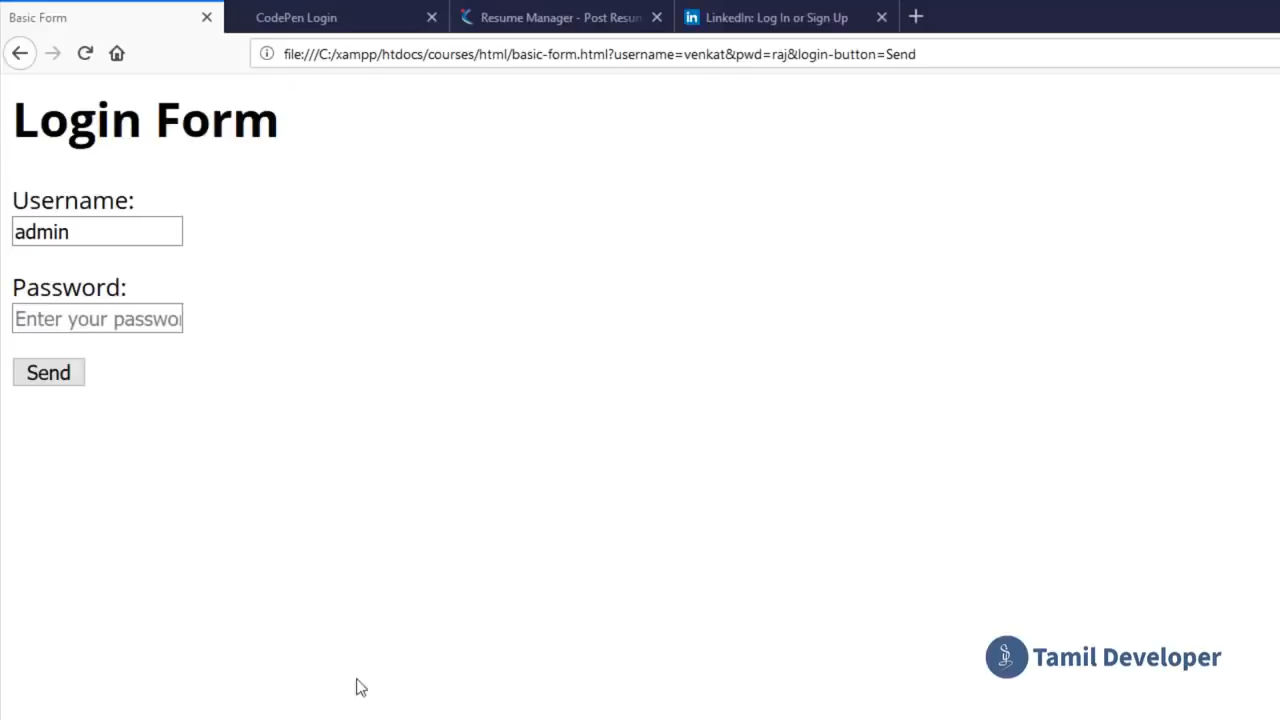 Basic Form
CodePen Login
Resume Manager - Post Resun
LinkedIn: Log In or Sign Up
file:///C:/xampp/htdocs/courses/html/basic-form.html?username=venkat&pwd=raj&login-button=Send
Login Form
Username:
admin
Password:
Enter your passwor
Send
Tamil Developer